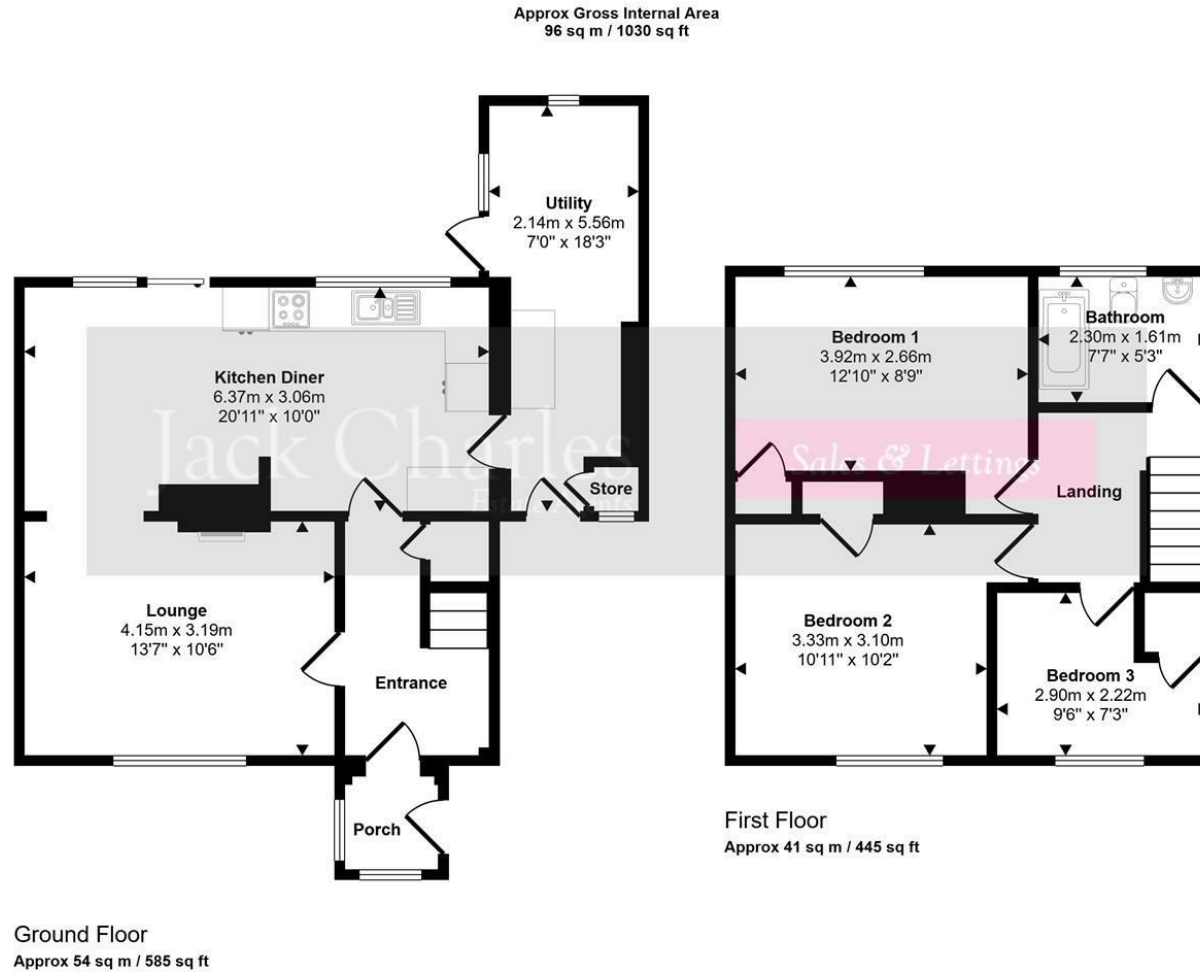 Approx Gross Internal Area
96 sq m / 1030 sq ft
Utility
2.14m x 5.56m
7'0" x 18'3"
Kitchen Diner
6.37m x 3.06m
20'11" x 10'0"
Store
Lounge
4.15m x 3.19m
13'7" x 10'6"
Entrance
Porch
Ground Floor
Approx 54 sq m / 585 sq ft
Bedroom 1
3.92m x 2.66m
12'10" x 8'9"
Bathroom
2.30m x 1.61m
7'7" x 5'3"
Landing
Bedroom 2
3.33m x 3.10m
10'11" x 10'2"
Bedroom 3
2.90m x 2.22m
9'6" x 7'3"
First Floor
Approx 41 sq m / 445 sq ft
Jack Charles
Sales & Lettings